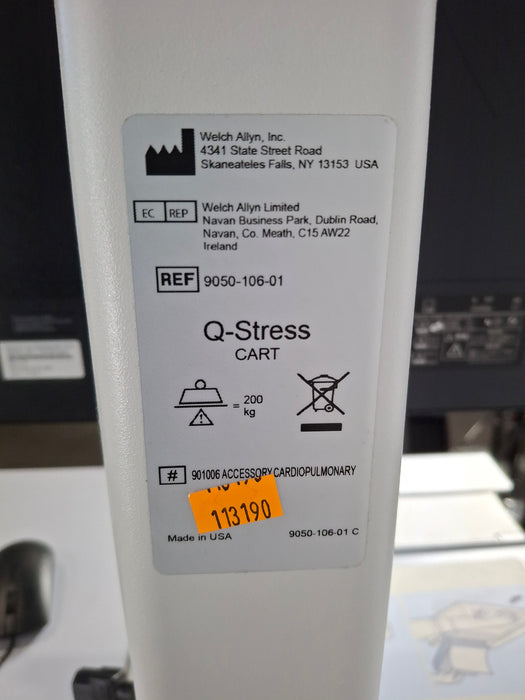 Welch Allyn, Inc.
4341 State Street Road
Skaneateles Falls, NY 13153 USA
EC REP
Welch Allyn Limited
Navan Business Park, Dublin Road,
Navan, Co. Meath, C15 AW22
Ireland
REF 9050-106-01
Q-Stress
CART
= 200
kg
# 901006 ACCESSORY CARDIOPULMONARY
113190
Made in USA
9050-106-01 C